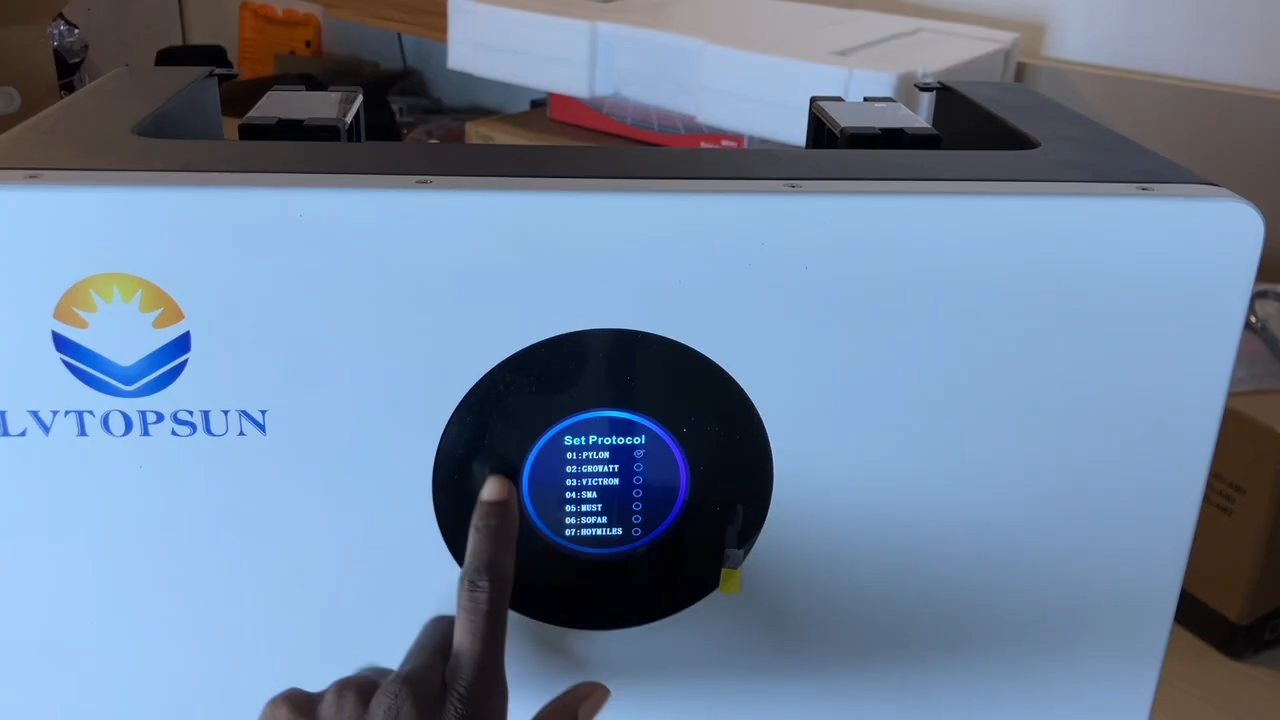 LVTOPSUN
Set Protocol
01:PYLON
02:GROWATT
03:VICTRON
04:SMA
05:MUST
06:SOFAR
07:HOYMILES